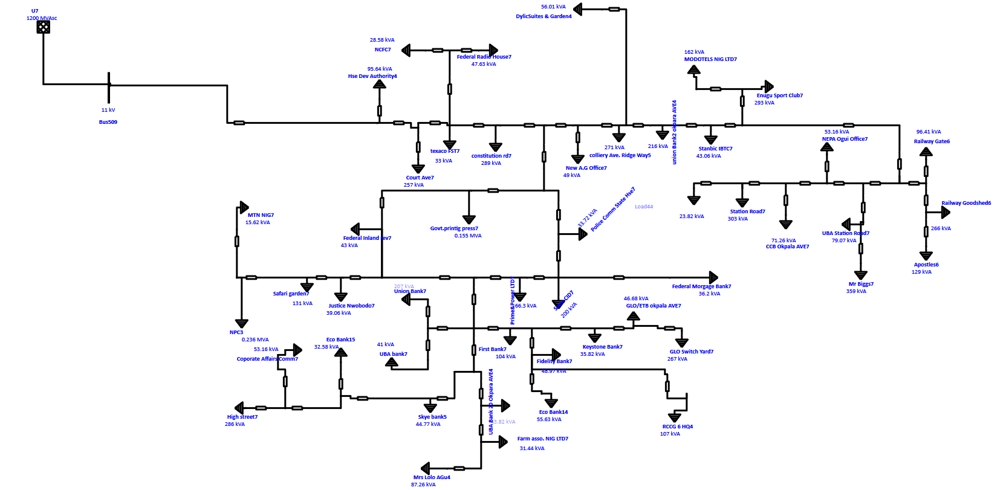 U7
1200 MVAsc
11 kV
Bus509
56.01 kVA
DylicSuites & Garden4
28.58 kVA
NCFC7
Federal Radio House7
47.63 kVA
95.64 kVA
Hse Dev Authority4
162 kVA
MODOTELS NIG LTD7
Enugu Sport Club7
293 kVA
texaco FST7
33 kVA
Court Ave7
257 kVA
constitution rd7
289 kVA
New A.G Office7
49 kVA
271 kVA
colliery Ave. Ridge Way5
216 kVA
union Bank2 okpara AVE4
Stanbic IBTC7
43.06 kVA
53.16 kVA
NEPA Ogui Office7
96.41 kVA
Railway Gate6
MTN NIG7
15.62 kVA
Federal Inland rev7
43 kVA
Govt.printig press7
0.155 MVA
33.72 kVA
Police Comm State Hse7
Load44
23.82 kVA
Station Road7
303 kVA
71.26 kVA
CCB Okpala AVE7
UBA Station Road7
79.07 kVA
Railway Goodshed6
266 kVA
Apostles6
129 kVA
Mr Biggs7
359 kVA
Safari garden7
131 kVA
Justice Nwobodo7
39.06 kVA
207 kVA
Union Bank7
Prime&Power LTD7
66.3 kVA
200 kVA
Federal Morgage Bank7
36.2 kVA
46.68 kVA
GLO/ETB okpala AVE7
NPC3
0.236 MVA
53.16 kVA
Coporate Affairs Comm7
Eco Bank15
32.58 kVA
41 kVA
UBA bank7
First Bank7
104 kVA
Keystone Bank7
35.82 kVA
GLO Switch Yard7
267 kVA
Fidelity Bank7
48.97 kVA
High street7
286 kVA
Skye bank5
44.77 kVA
UBA Bank 20 Okpara AVE4
Eco Bank14
55.63 kVA
RCCG 6 HQ4
107 kVA
Farm asso. NIG LTD7
31.44 kVA
Mrs Lolo AGu4
87.26 kVA